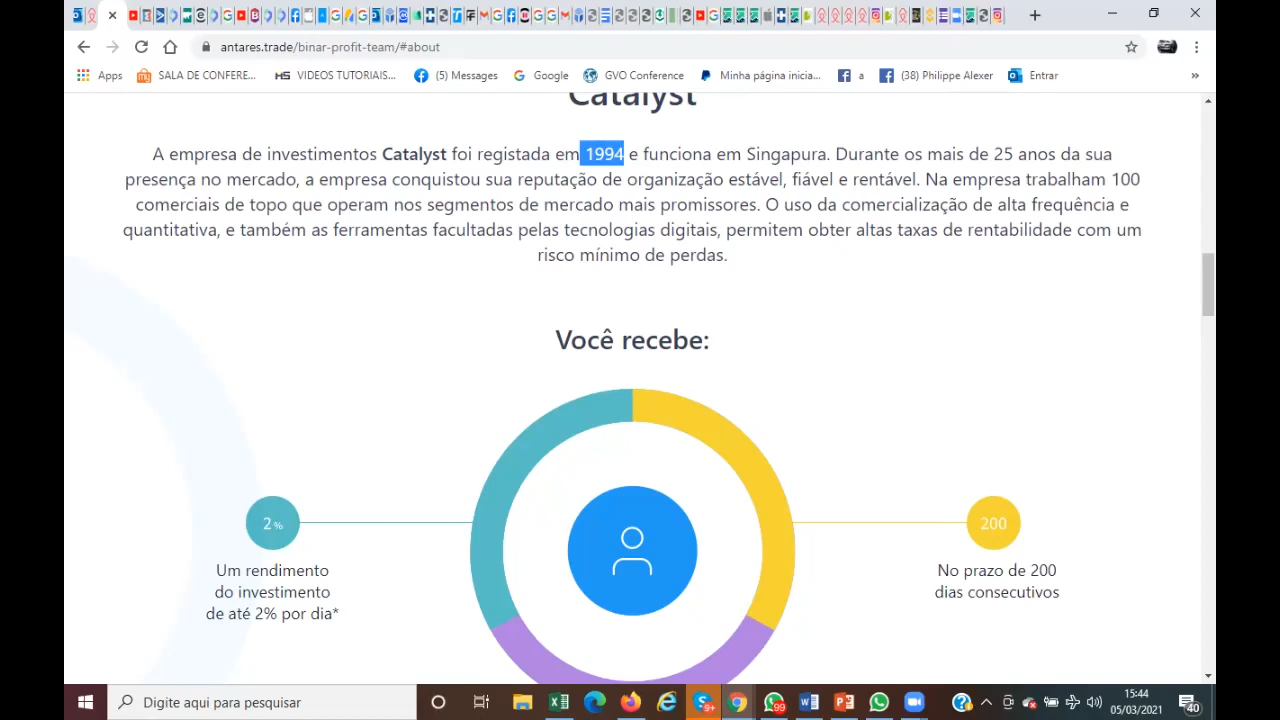 antares.trade/binar-profit-team/#about
Apps
SALA DE CONFERE...
VIDEOS TUTORIAIS...
(5) Messages
Google
GVO Conference
Minha página inicia...
a
(38) Philippe Alexer
Entrar
»
Catalyst
A empresa de investimentos Catalyst foi registada em 1994 e funciona em Singapura. Durante os mais de 25 anos da sua
presença no mercado, a empresa conquistou sua reputação de organização estável, fiável e rentável. Na empresa trabalham 100
comerciais de topo que operam nos segmentos de mercado mais promissores. O uso da comercialização de alta frequência e
quantitativa, e também as ferramentas facultadas pelas tecnologias digitais, permitem obter altas taxas de rentabilidade com um
risco mínimo de perdas.
Você recebe:
2%
Um rendimento
do investimento
de até 2% por dia*
200
No prazo de 200
dias consecutivos
Digite aqui para pesquisar
9+
99
15:44
05/03/2021
40